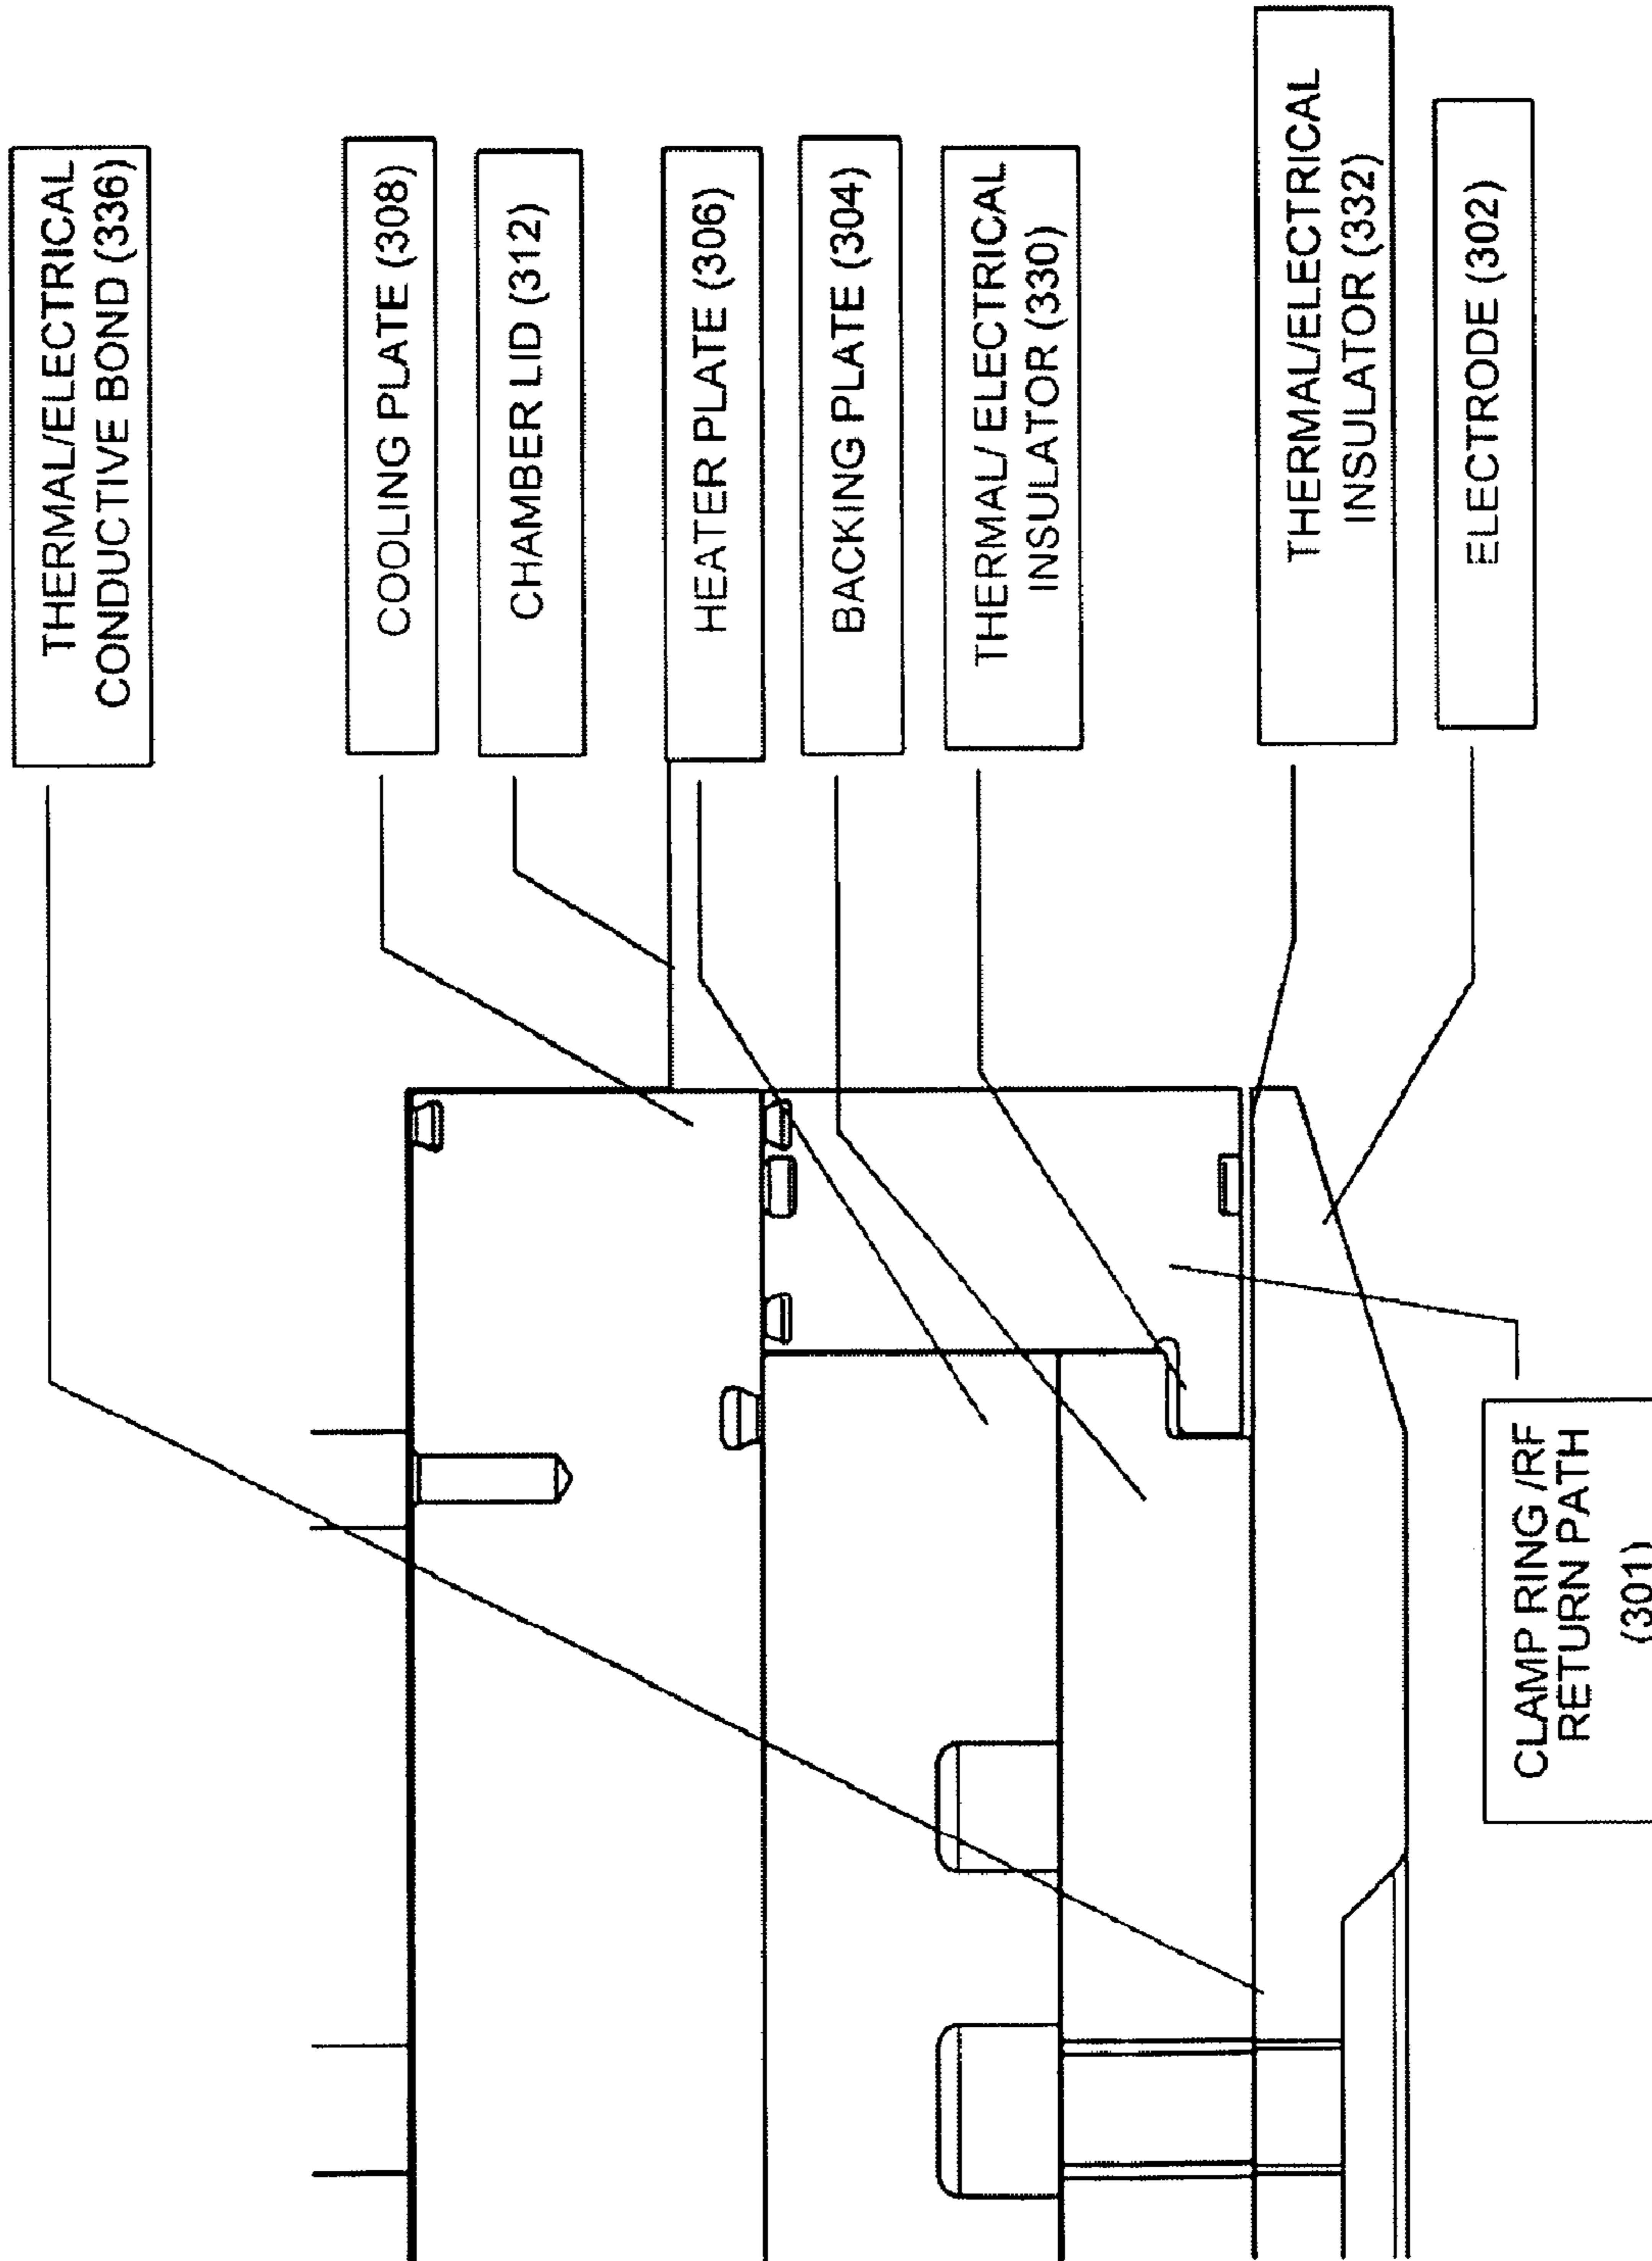 THERMAL/ELECTRICAL
CONDUCTIVE BOND (336)
COOLING PLATE (308)
CHAMBER LID (312)
HEATER PLATE (306)
BACKING PLATE (304)
THERMAL/ ELECTRICAL
INSULATOR (330)
THERMAL/ELECTRICAL
INSULATOR (332)
ELECTRODE (302)
CLAMP RING /RF
RETURN PATH
(301)